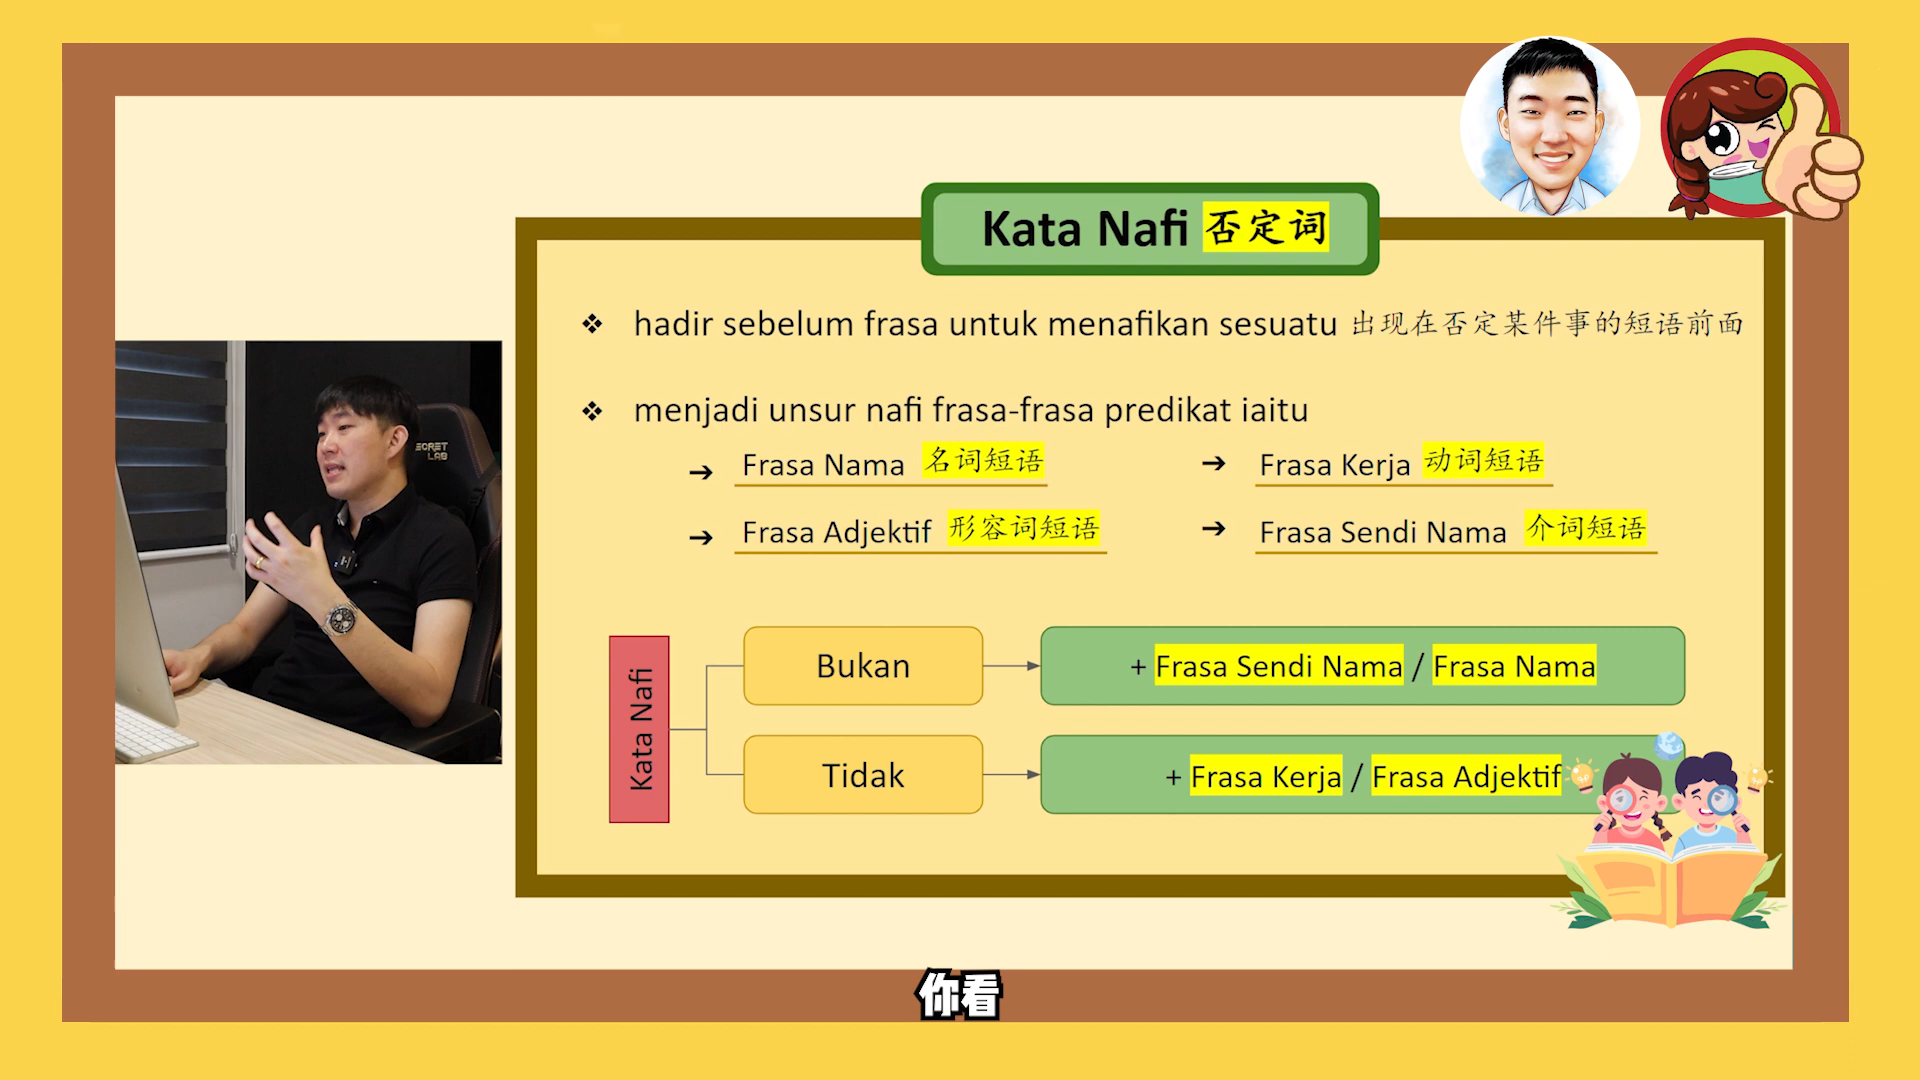 Kata Nafi 否定词
❖ hadir sebelum frasa untuk menafikan sesuatu 出现在否定某件事的短语前面
❖ menjadi unsur nafi frasa-frasa predikat iaitu
➔ Frasa Nama 名词短语
➔ Frasa Kerja 动词短语
➔ Frasa Adjektif 形容词短语
➔ Frasa Sendi Nama 介词短语
Kata Nafi
Bukan
+ Frasa Sendi Nama / Frasa Nama
Tidak
+ Frasa Kerja / Frasa Adjektif
SECRET
LAB
你看